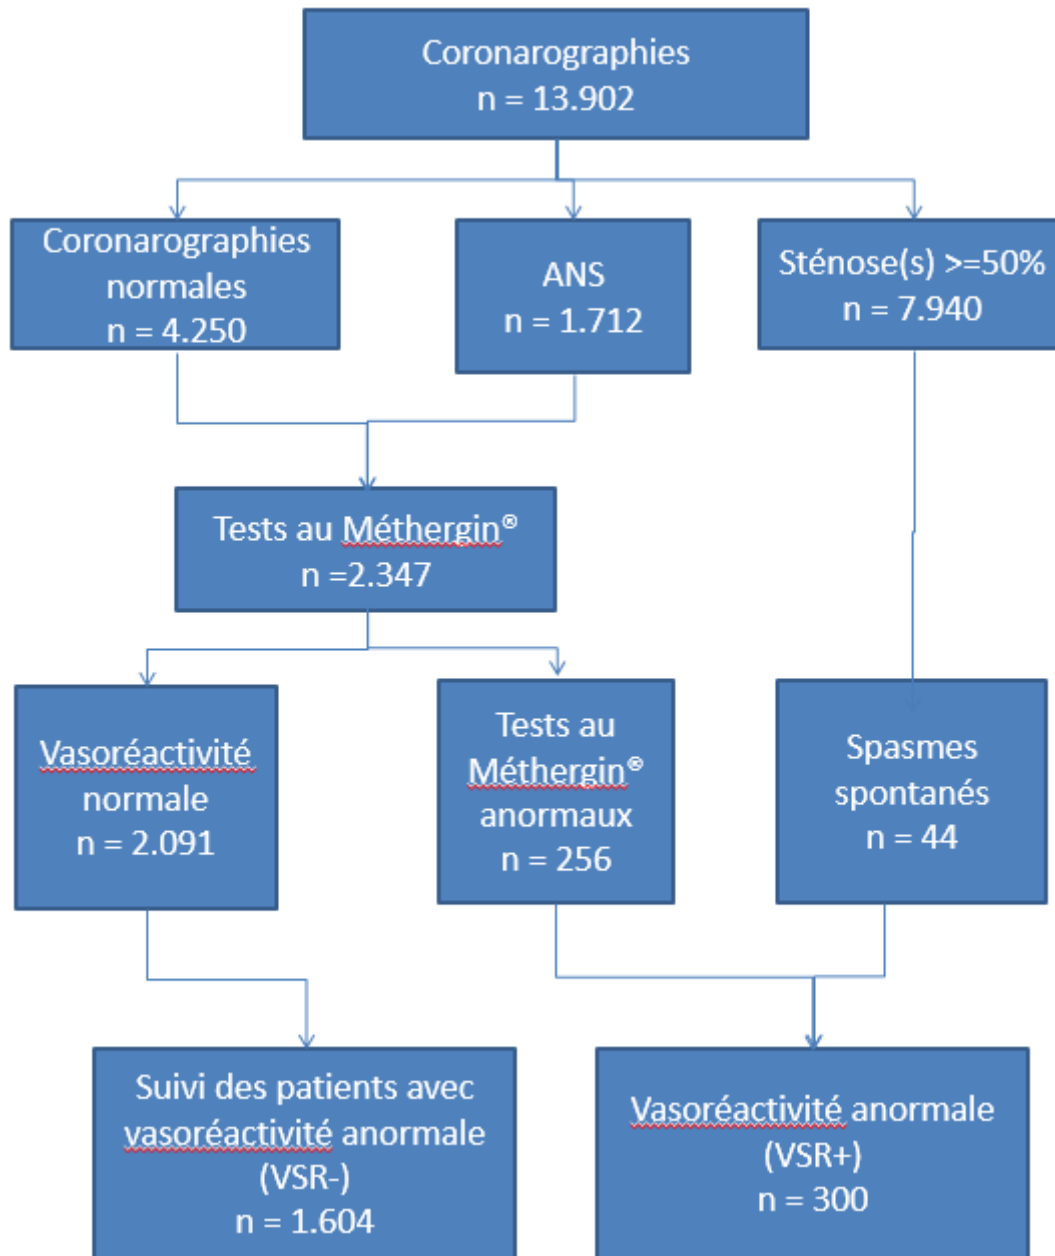 Coronarographies
n = 13.902
Coronarographies
normales
n = 4.250
ANS
n = 1.712
Sténose(s) >=50%
n = 7.940
Tests au Méthergin®
n =2.347
Vasoréactivité
normale
n = 2.091
Tests au
Méthergin®
anormaux
n = 256
Spasmes
spontanés
n = 44
Suivi des patients avec
vasoréactivité anormale
(VSR-)
n = 1.604
Vasoréactivité anormale
(VSR+)
n = 300